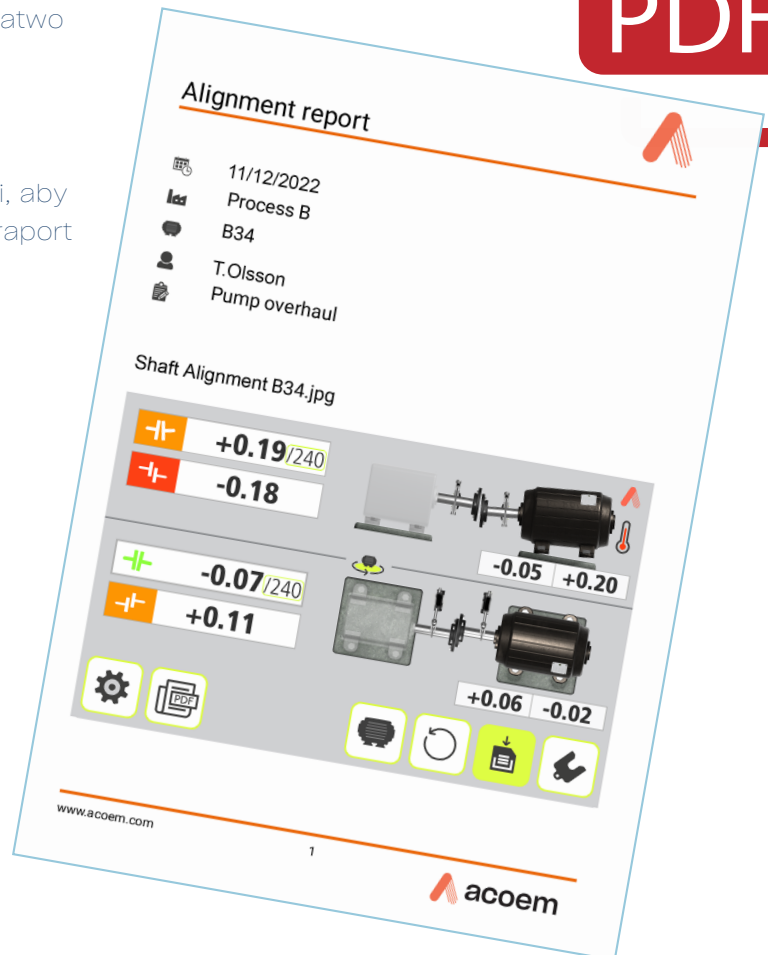 atwo
PDF
i, aby
raport
Alignment report
11/12/2022
Process B
B34
T.Olsson
Pump overhaul
Shaft Alignment B34.jpg
+0.19/240
-0.18
-0.05 +0.20
-0.07/240
+0.11
+0.06 -0.02
PDF
www.acoem.com
1
acoem